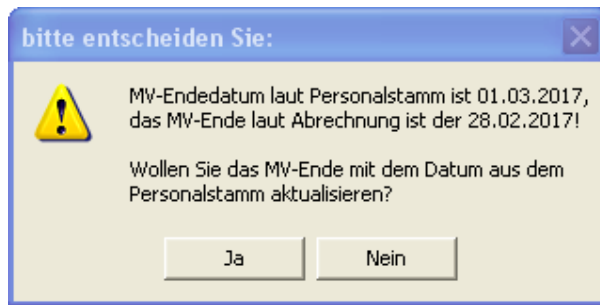 bitte entscheiden Sie:
MV-Endedatum laut Personalstamm ist 01.03.2017,
das MV-Ende laut Abrechnung ist der 28.02.2017!
Wollen Sie das MV-Ende mit dem Datum aus dem
Personalstamm aktualisieren?
Ja Nein